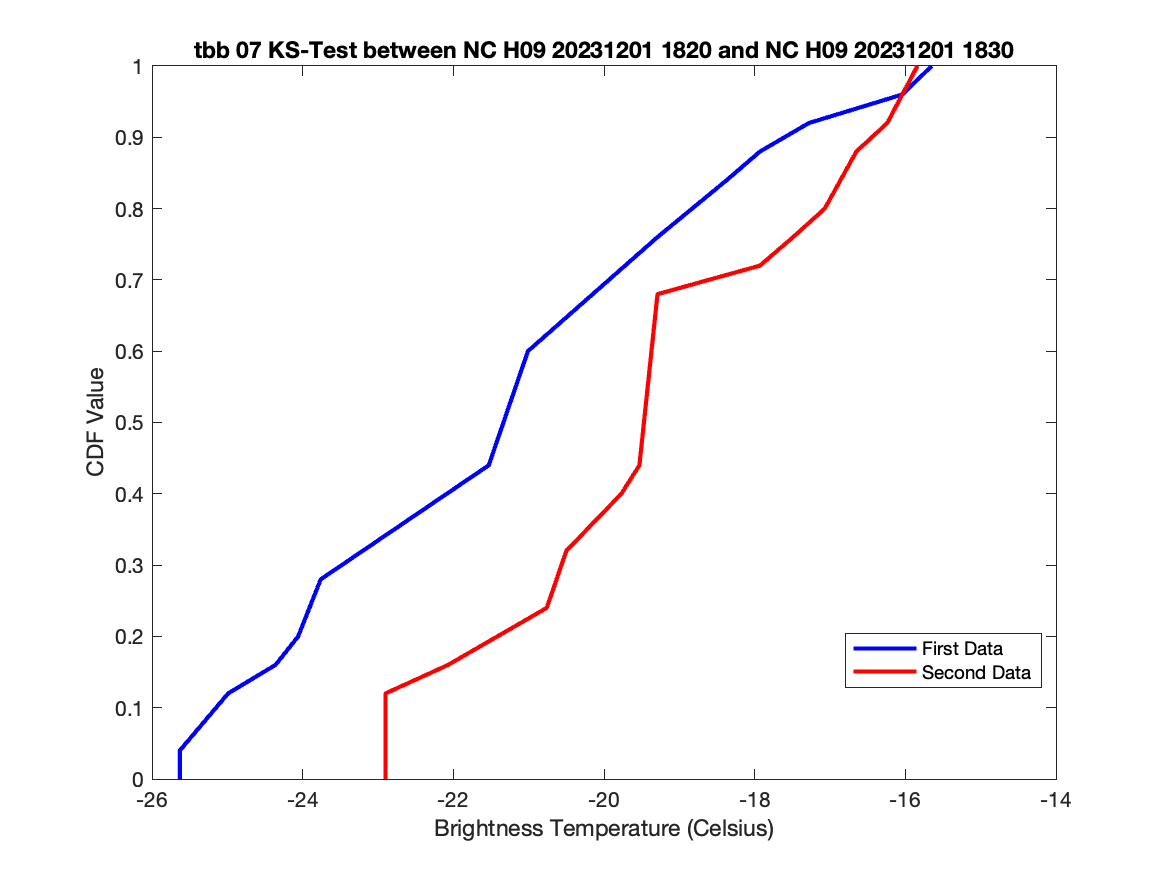 tbb 07 KS-Test between NC H09 20231201 1820 and NC H09 20231201 1830
1
0.9
0.8
0.7
0.6
0.5
0.4
0.3
0.2
0.1
0
CDF Value
First Data
Second Data
-26 -24 -22 -20 -18 -16 -14
Brightness Temperature (Celsius)